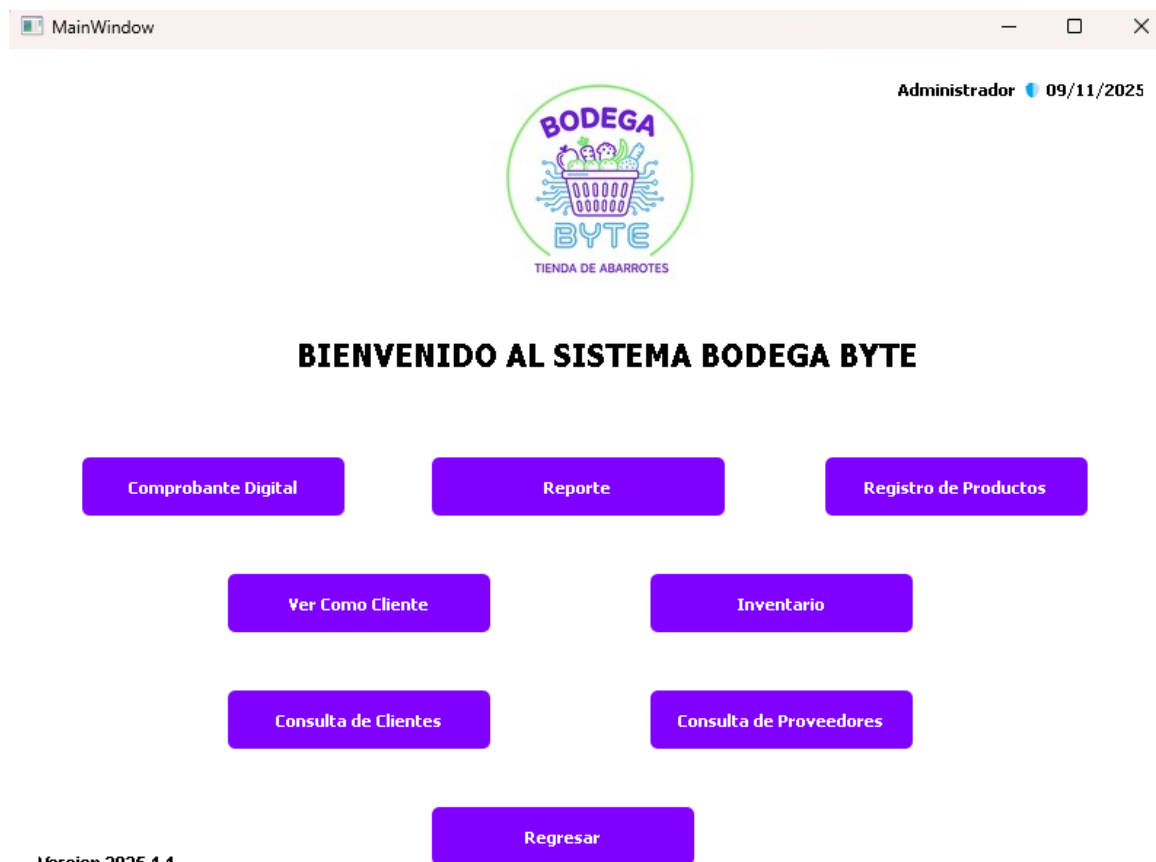 MainWindow
Administrador 09/11/2025
BODEGA
BYTE
TIENDA DE ABARROTES
BIENVENIDO AL SISTEMA BODEGA BYTE
Comprobante Digital Reporte Registro de Productos
Ver Como Cliente Inventario
Consulta de Clientes Consulta de Proveedores
Regresar
Version